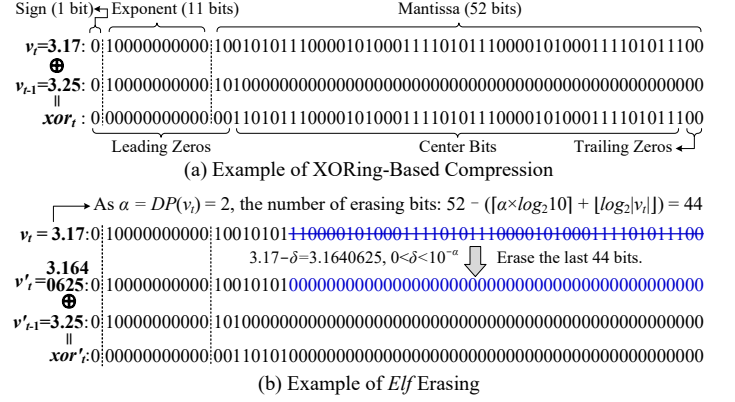 Sign (1 bit) Exponent (11 bits) Mantissa (52 bits)
vₜ=3.17: 0 10000000000 1001010111000010100011110101110000101000111101011100
⊕
vₜ₋₁=3.25: 0 10000000000 1010000000000000000000000000000000000000000000000000
=
xorₜ : 0 00000000000 0011010111000010100011110101110000101000111101011100
Leading Zeros Center Bits Trailing Zeros
(a) Example of XORing-Based Compression
As α = DP(vₜ) = 2, the number of erasing bits: 52 − (⌈α×log₂10⌉ + ⌊log₂|vₜ|⌋) = 44
vₜ = 3.17: 0 10000000000 1001010111000010100011110101110000101000111101011100
3.17−δ=3.1640625, 0<δ<10^-α Erase the last 44 bits.
3.164
v'ₜ=0625: 0 10000000000 1001010100000000000000000000000000000000000000000000
⊕
v'ₜ₋₁=3.25: 0 10000000000 1010000000000000000000000000000000000000000000000000
=
xor'ₜ: 0 00000000000 0011010100000000000000000000000000000000000000000000
(b) Example of Elf Erasing